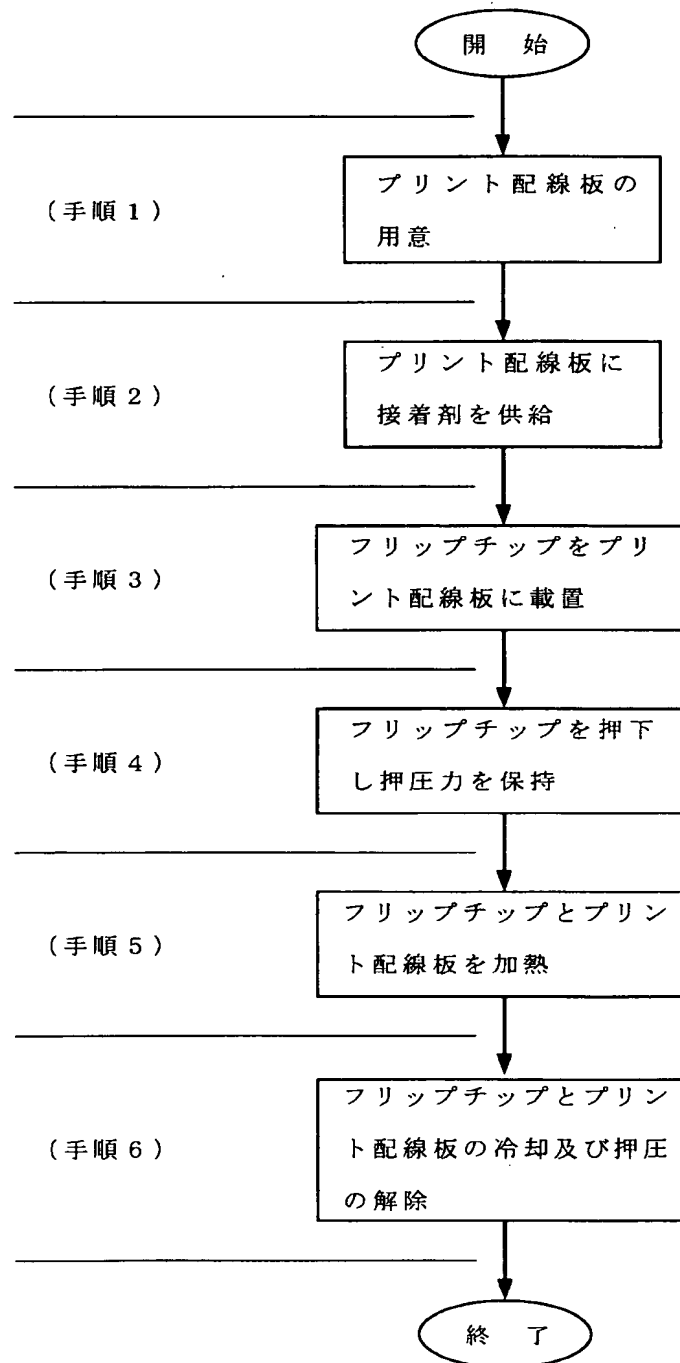 開 始
(手順1)
プリント配線板の
用意
(手順2)
プリント配線板に
接着剤を供給
(手順3)
フリップチップをプリ
ント配線板に載置
(手順4)
フリップチップを押下
し押圧力を保持
(手順5)
フリップチップとプリン
ト配線板を加熱
(手順6)
フリップチップとプリン
ト配線板の冷却及び押圧
の解除
終 了